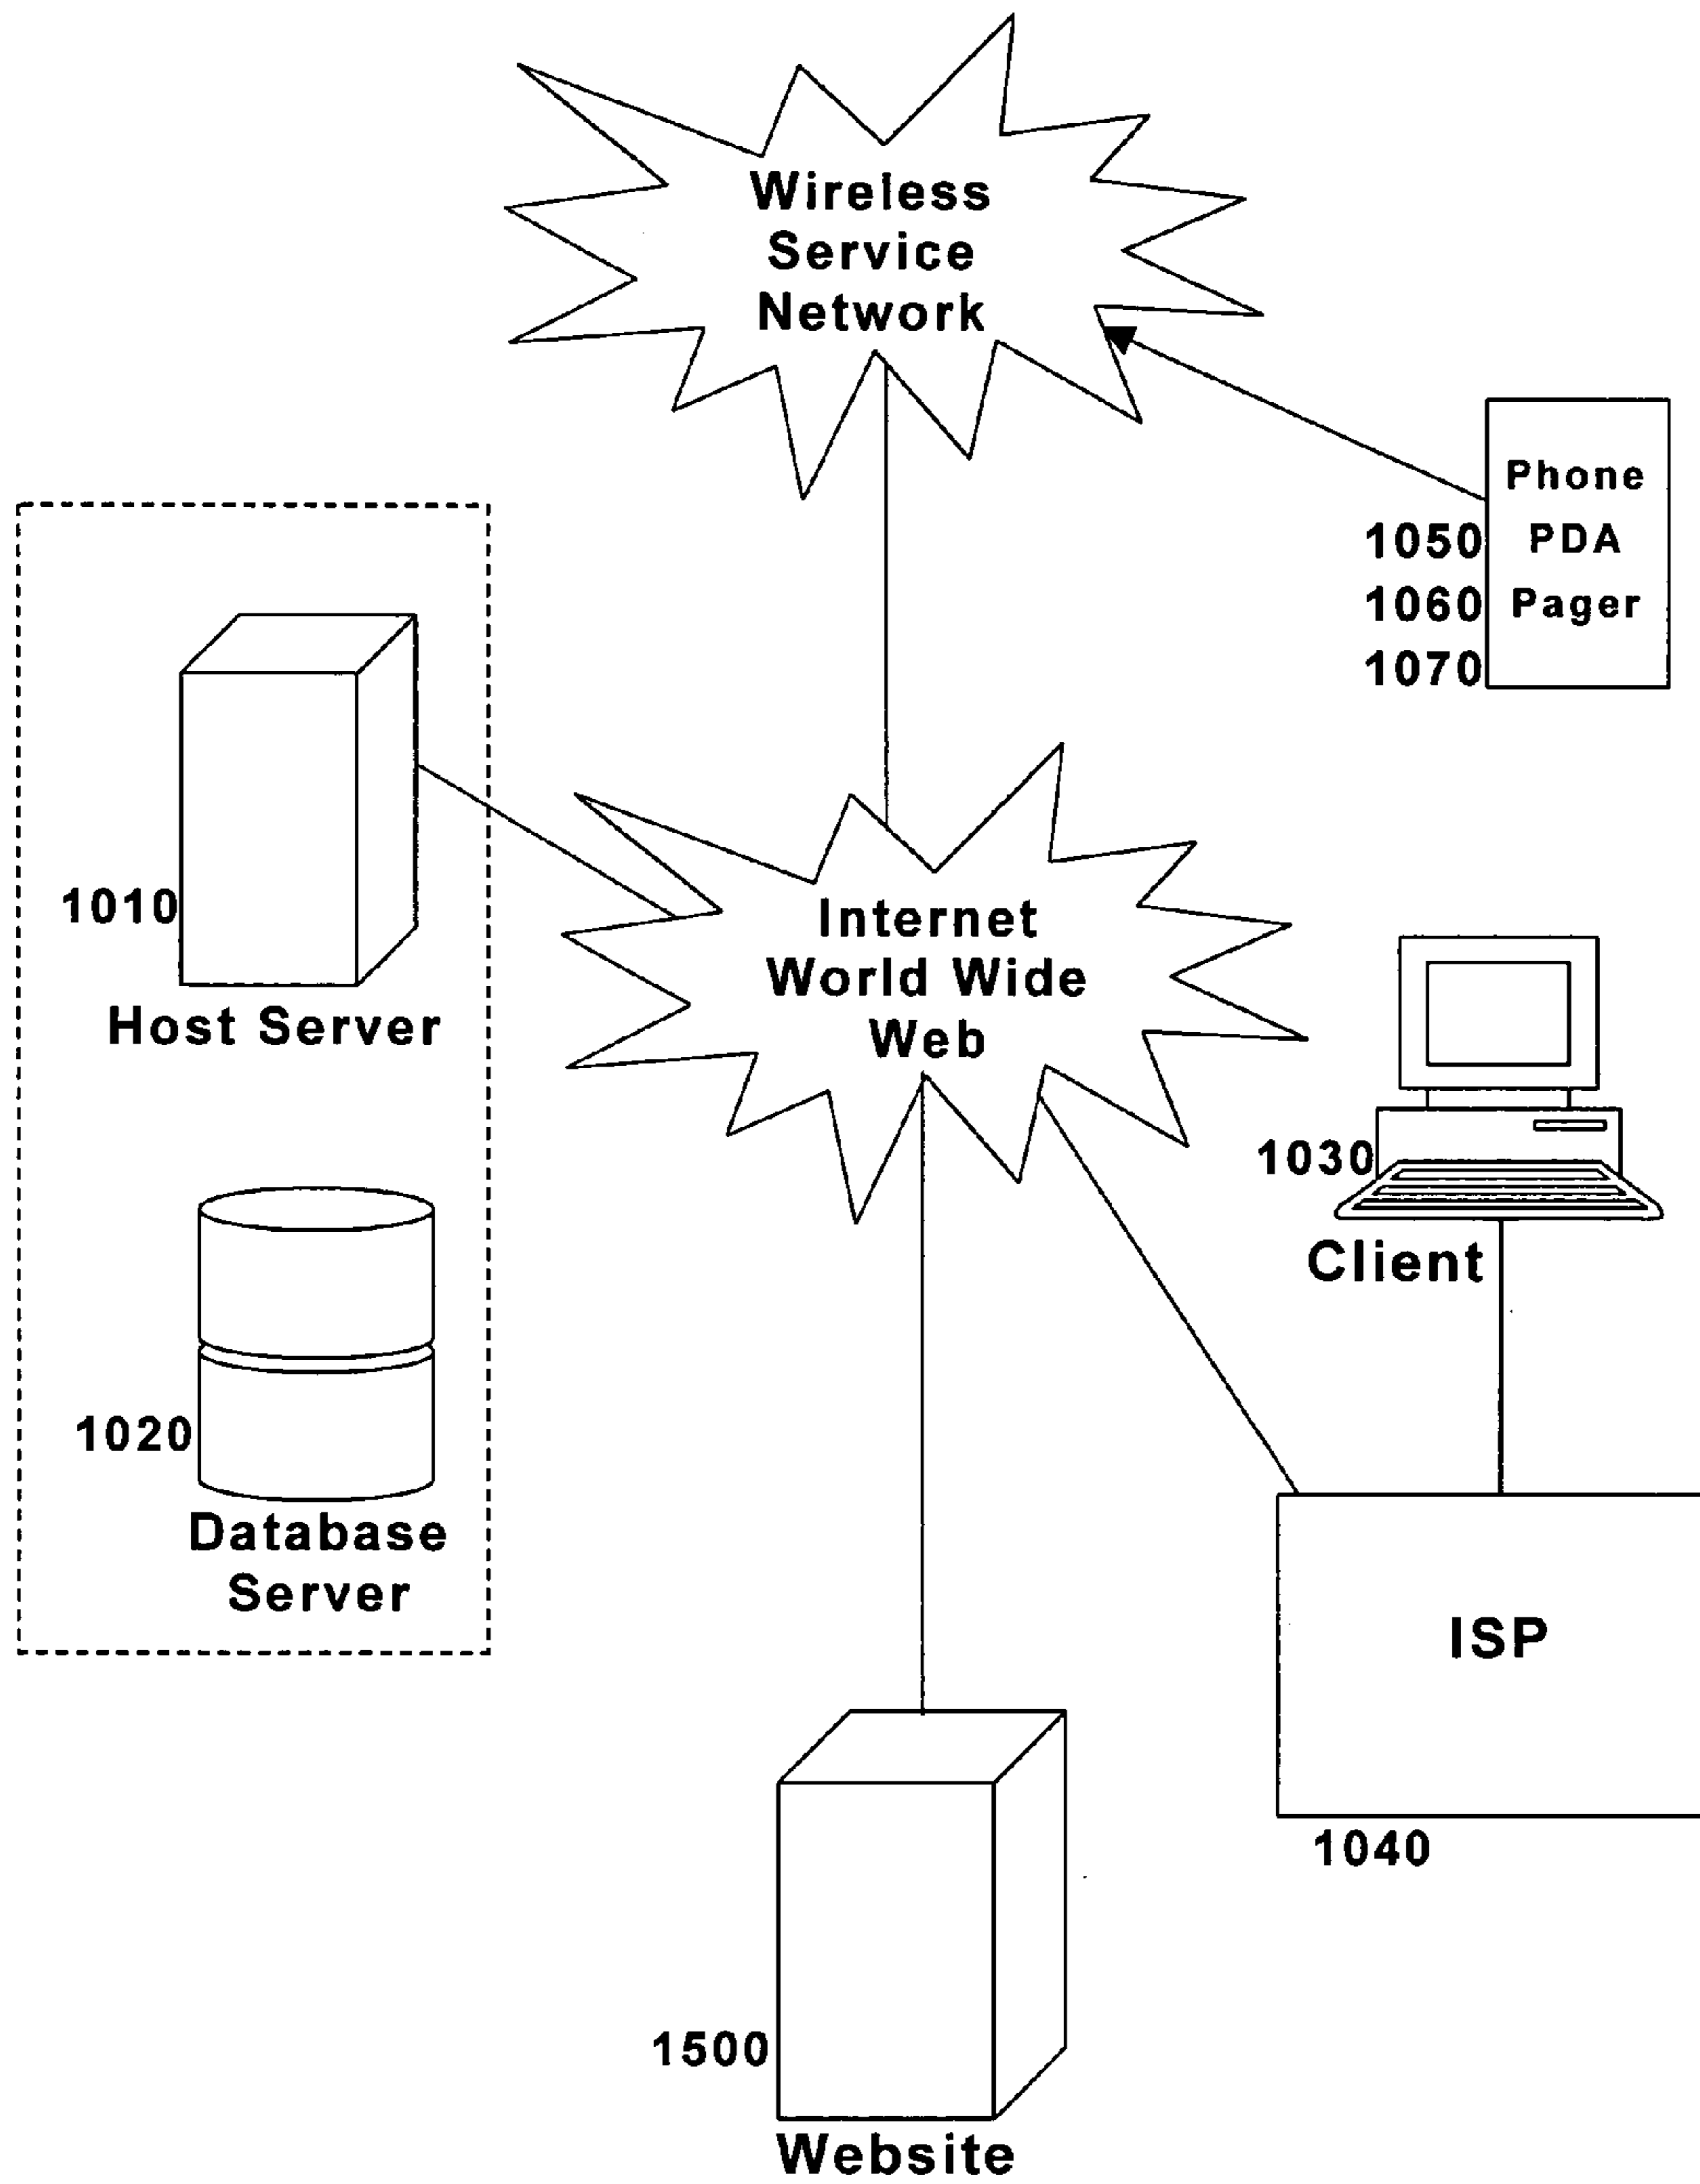 Wireless
Service
Network
Phone
1050 PDA
1060 Pager
1070
1010
Host Server
Internet
World Wide
Web
1030
Client
1020
Database
Server
ISP
1040
1500
Website